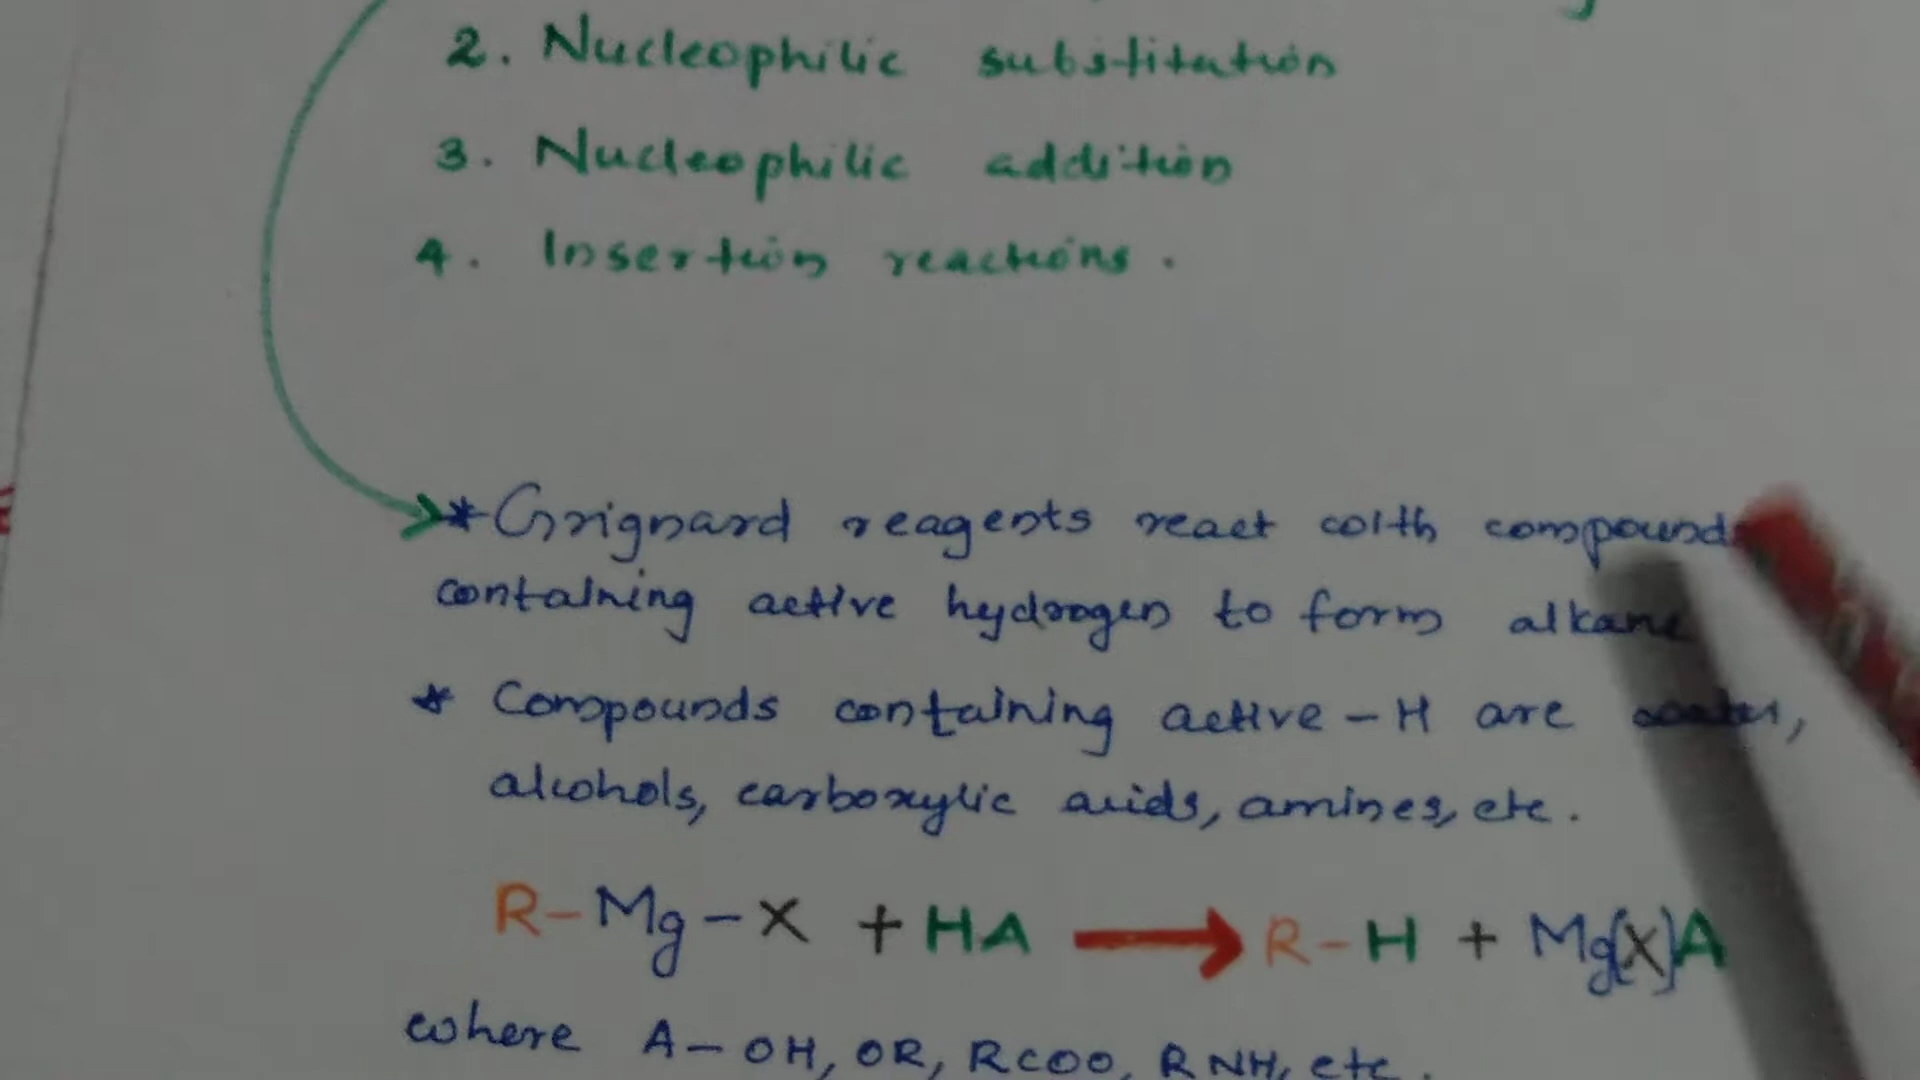 2. Nucleophilic substitution
3. Nucleophilic addition
4. Insertion reactions.
* Grignard reagents react with compounds
containing active hydrogen to form alkane
* Compounds containing active - H are water,
alcohols, carboxylic acids, amines, etc.
R - Mg - X + HA → R - H + Mg(X)A
where A - OH, OR, RCOO, RNH, etc.